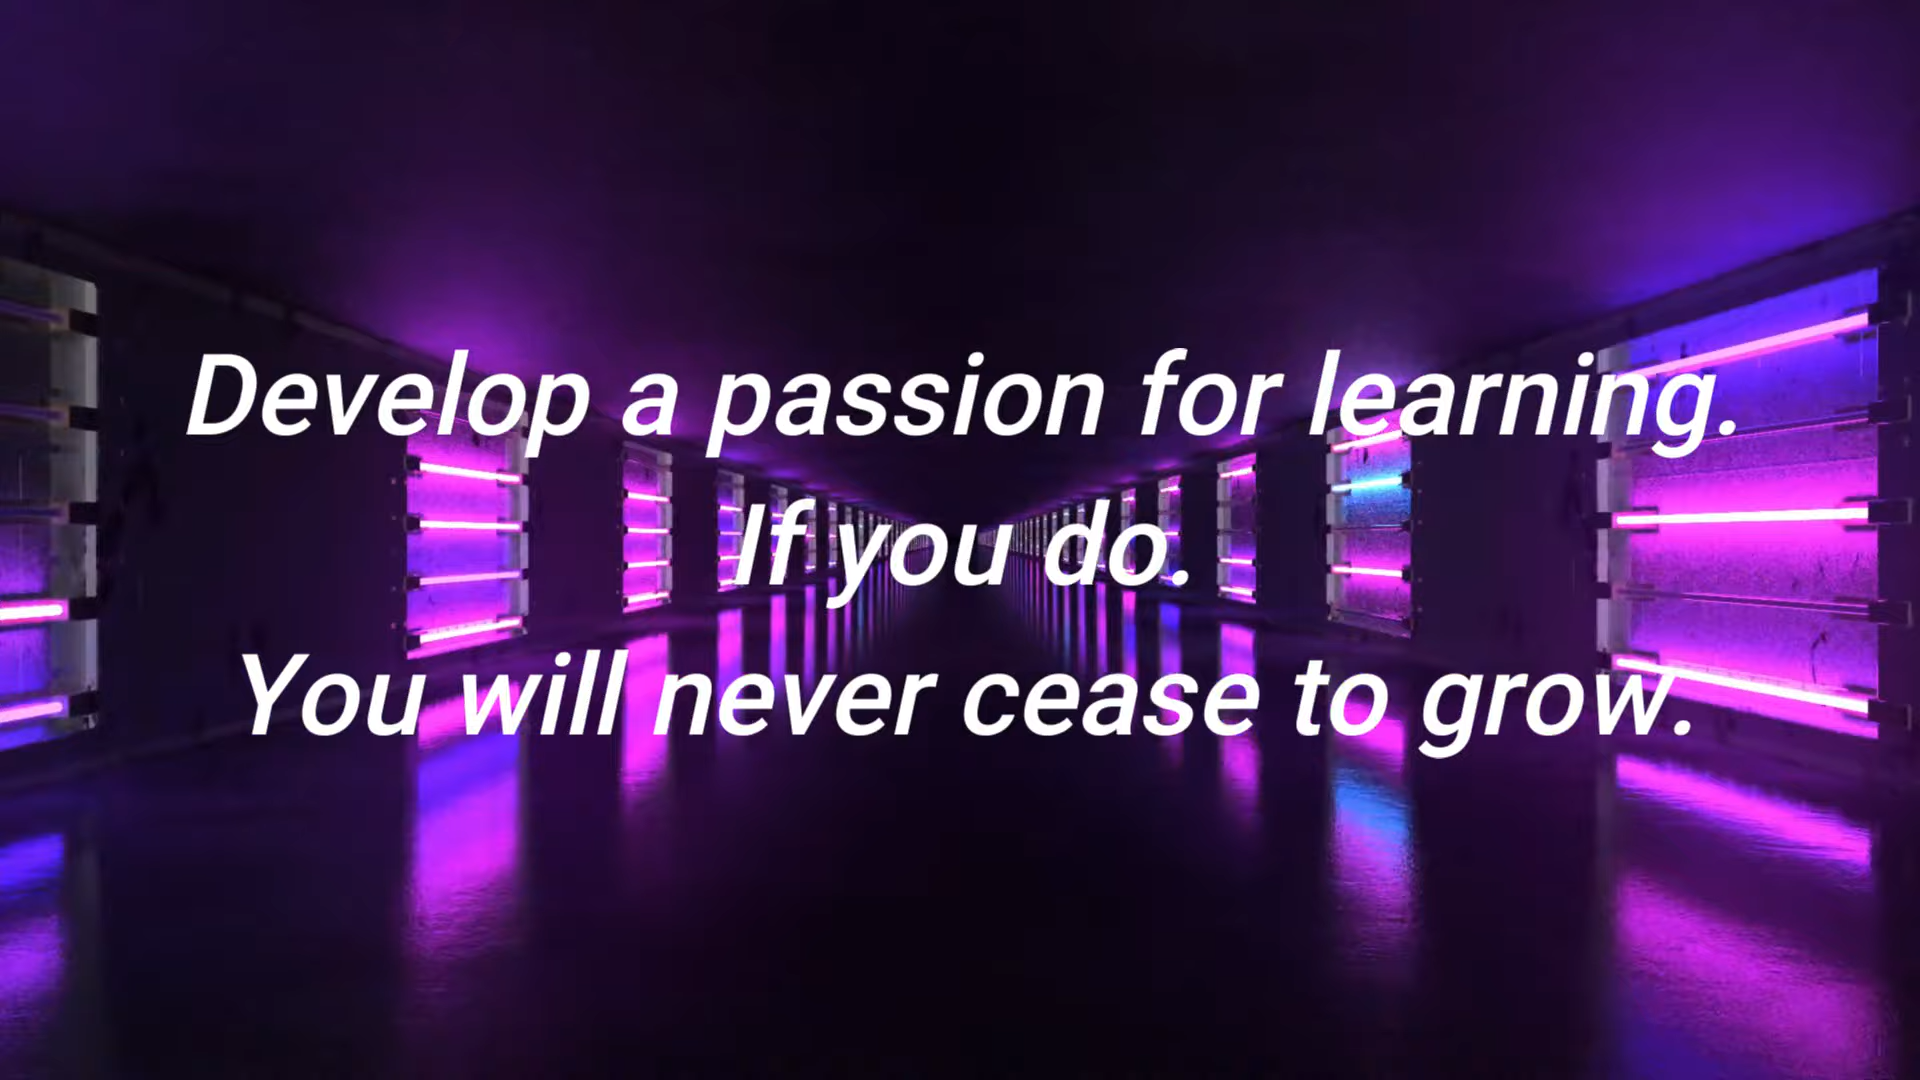 Develop a passion for learning.
If you do.
You will never cease to grow.